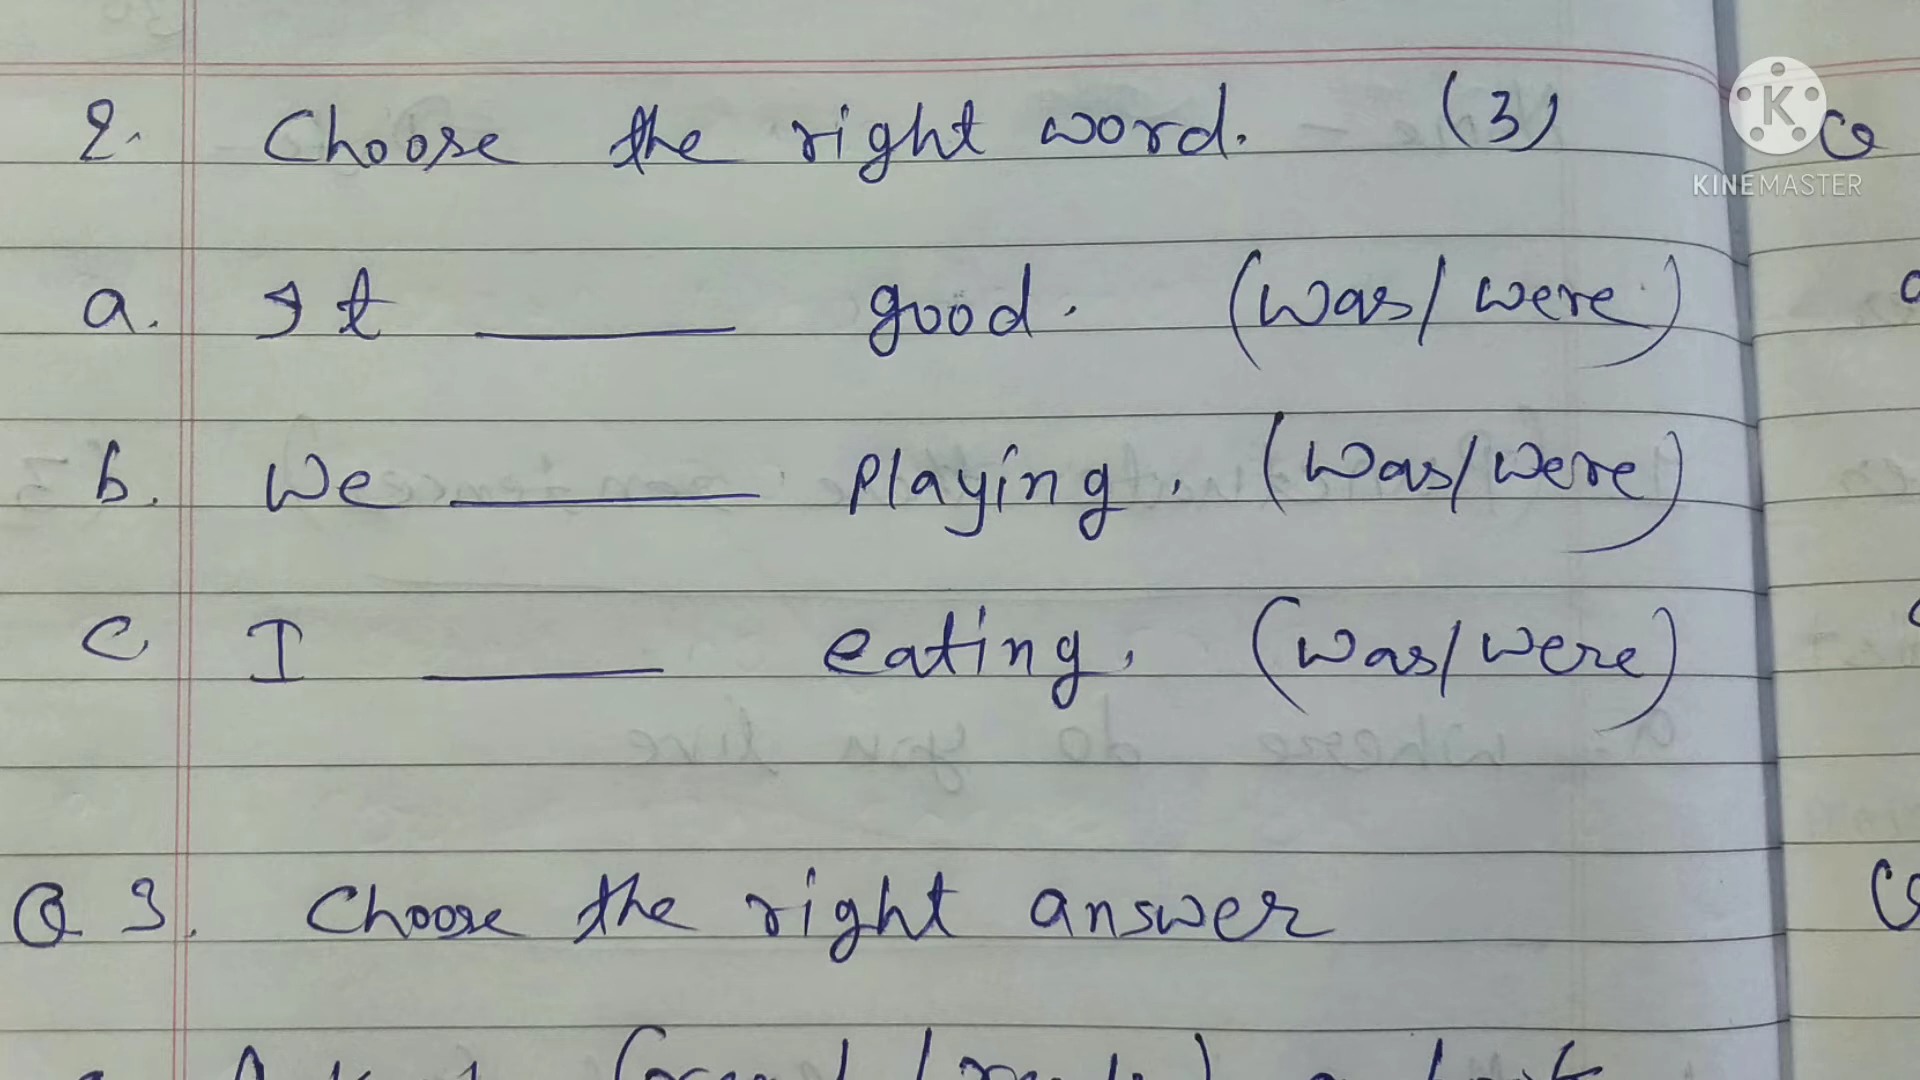 2. Choose the right word. (3)
KINEMASTER
a. It ______ good. (was/were)
b. We ______ playing. (was/were)
c I ______ eating. (was/were)
Q 3. Choose the right answer